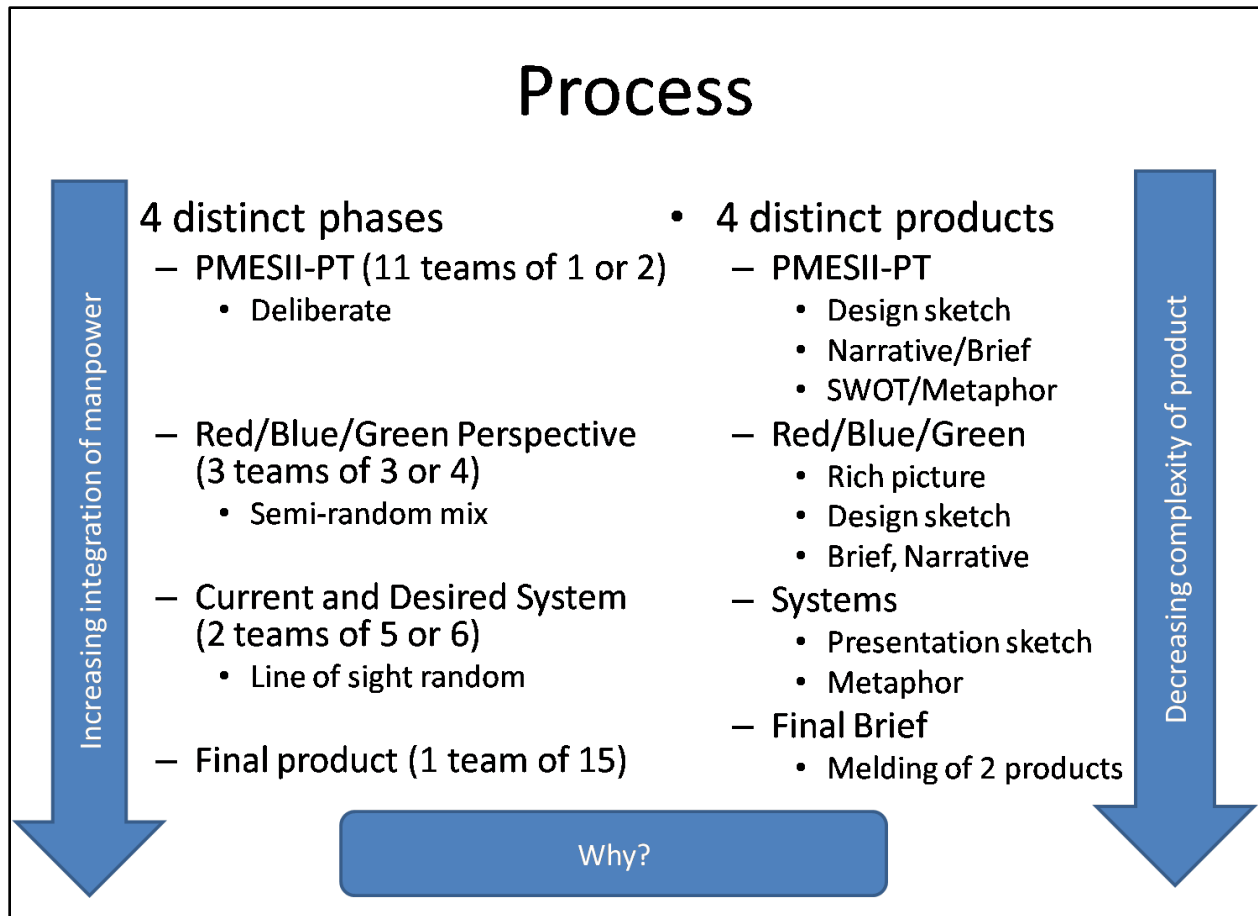 Process
Increasing integration of manpower
4 distinct phases
– PMESII-PT (11 teams of 1 or 2)
• Deliberate
– Red/Blue/Green Perspective
(3 teams of 3 or 4)
• Semi-random mix
– Current and Desired System
(2 teams of 5 or 6)
• Line of sight random
– Final product (1 team of 15)
• 4 distinct products
– PMESII-PT
• Design sketch
• Narrative/Brief
• SWOT/Metaphor
– Red/Blue/Green
• Rich picture
• Design sketch
• Brief, Narrative
– Systems
• Presentation sketch
• Metaphor
– Final Brief
• Melding of 2 products
Decreasing complexity of product
Why?